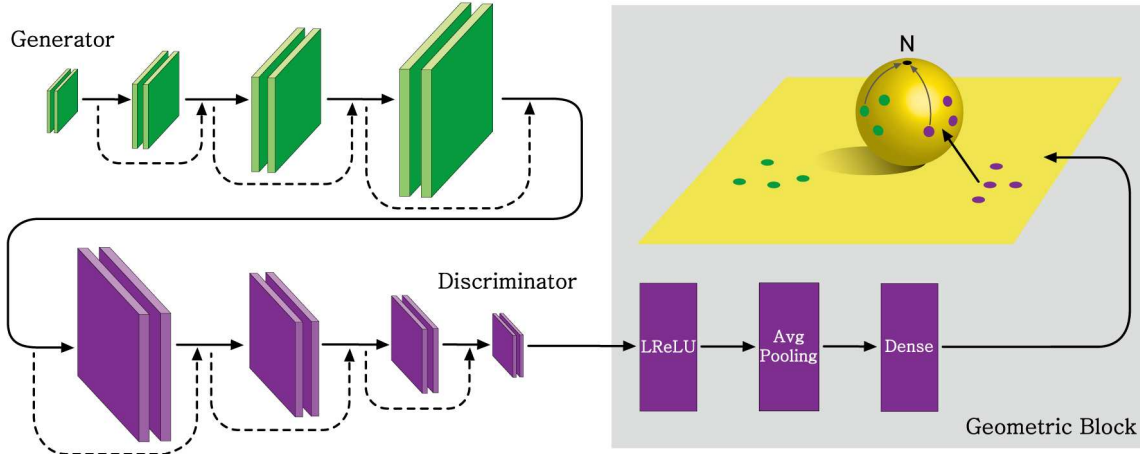 Generator
N
Discriminator
LReLU
Avg
Pooling
Dense
Geometric Block